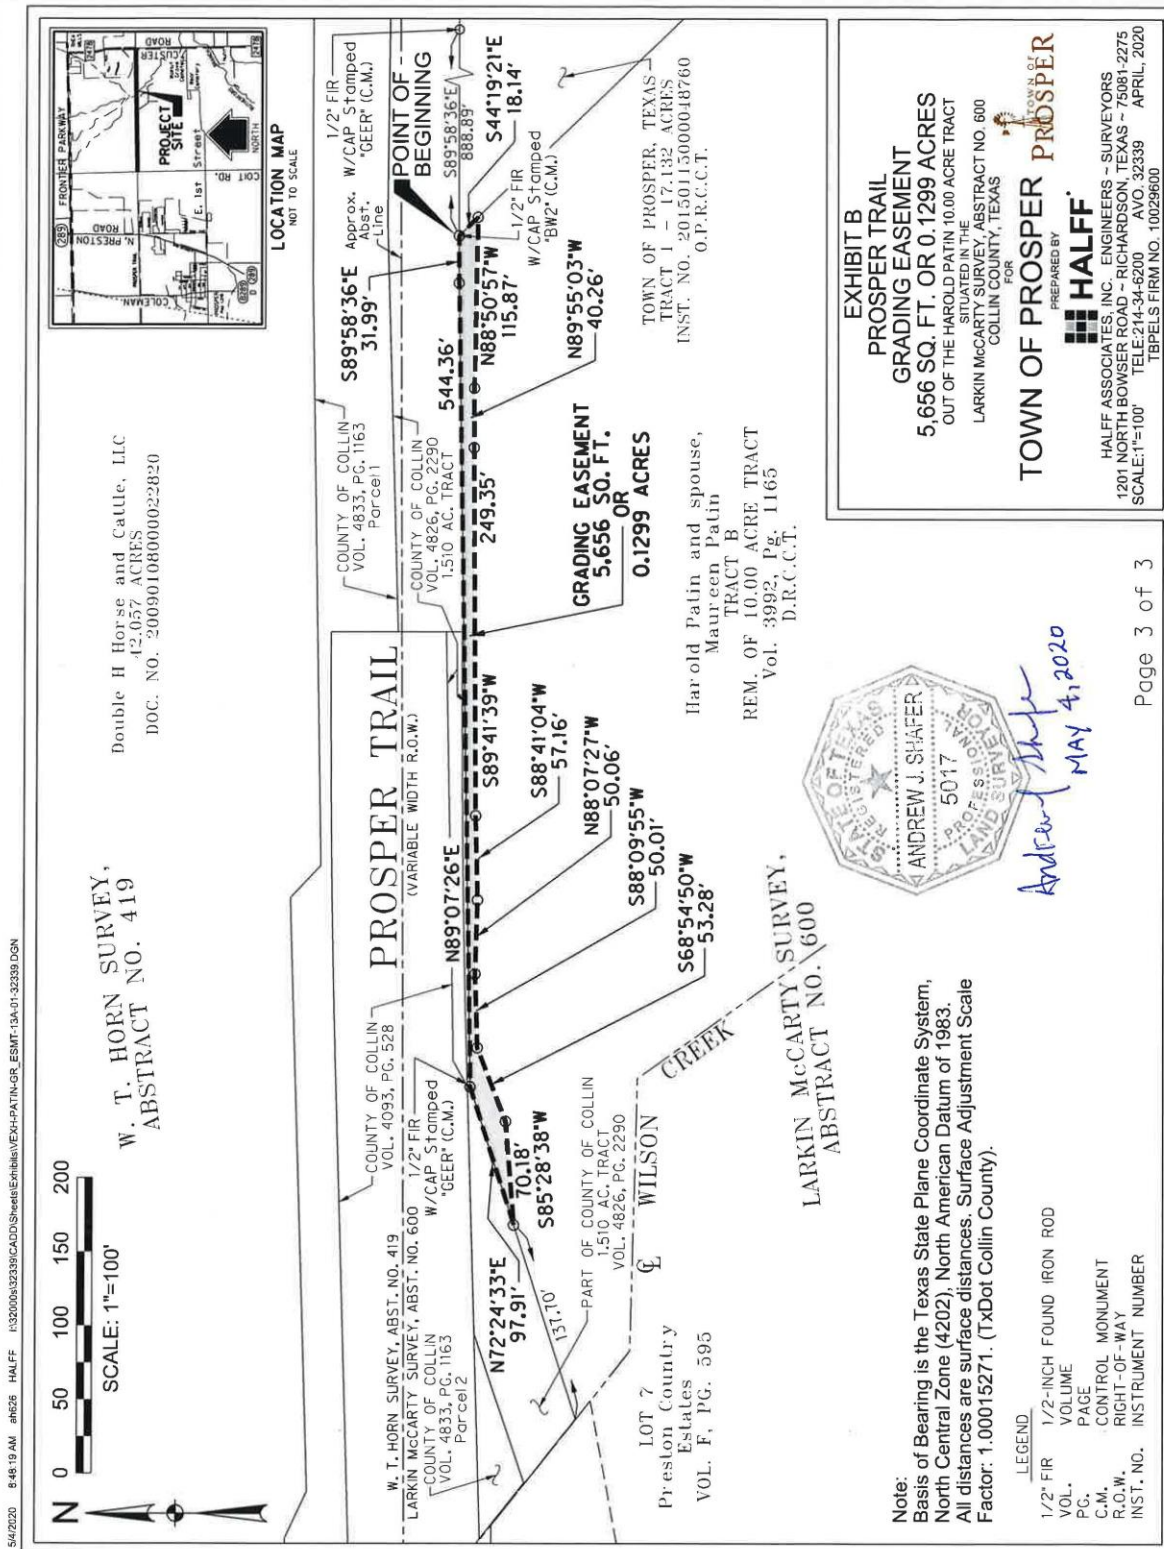 5/4/2020 8:48:19 AM ah626 HALFF I:\32000s\32339\CADD\Sheets\Exhibits\VEXH-PATIN-GR_ESMT-13A-01-32339.DGN
N
0 50 100 150 200
SCALE: 1"=100'
W. T. HORN SURVEY,
ABSTRACT NO. 419
Double H Horse and Cattle, LLC
42.057 ACRES
DOC. NO. 20090108000022820
289
FRONTIER PARKWAY
2478
ROAD
CUSTER
COLEMAN
N. PRESTON
ROAD
PROSPER TRAIL
PROJECT
SITE
E. 1st Street
COIT RD.
NORTH
B289
289
2478
LOCATION MAP
NOT TO SCALE
COUNTY OF COLLIN
VOL. 4833, PG. 1163
Parcel 1
COUNTY OF COLLIN
VOL. 4826, PG. 2290
1.510 AC. TRACT
S89°58'36"E
31.99'
Approx.
Abst.
Line
1/2" FIR
W/CAP Stamped
"GEER" (C.M.)
POINT OF
BEGINNING
S89°58'36"E
888.89'
S44°19'21"E
18.14'
1/2" FIR
W/CAP Stamped
"BW2" (C.M.)
COUNTY OF COLLIN
VOL. 4093, PG. 528
PROSPER TRAIL
(VARIABLE WIDTH R.O.W.)
W. T. HORN SURVEY, ABST. NO. 419
LARKIN McCARTY SURVEY, ABST. NO. 600
COUNTY OF COLLIN
VOL. 4833, PG. 1163
Parcel 2
1/2" FIR
W/CAP Stamped
"GEER" (C.M.)
N89°07'26"E
544.36'
N88°50'57"W
115.87'
N89°55'03"W
40.26'
S89°41'39"W
249.35'
S88°41'04"W
57.16'
N88°07'27"W
50.06'
S88°09'55"W
50.01'
S68°54'50"W
53.28'
N72°24'33"E
97.91'
70.18'
S85°28'38"W
137.70'
PART OF COUNTY OF COLLIN
1.510 AC. TRACT
VOL. 4826, PG. 2290
GRADING EASEMENT
5,656 SQ. FT.
OR
0.1299 ACRES
TOWN OF PROSPER, TEXAS
TRACT 1 - 17.132 ACRES
INST. NO. 20150115000048760
O.P.R.C.C.T.
Harold Patin and spouse,
Maureen Patin
TRACT B
REM. OF 10.00 ACRE TRACT
Vol. 3992, Pg. 1165
D.R.C.C.T.
LOT 7
Preston Country
Estates
VOL. F, PG. 595
℄ WILSON CREEK
LARKIN McCARTY SURVEY,
ABSTRACT NO. 600
Note:
Basis of Bearing is the Texas State Plane Coordinate System,
North Central Zone (4202), North American Datum of 1983.
All distances are surface distances. Surface Adjustment Scale
Factor: 1.00015271. (TxDot Collin County).
LEGEND
1/2" FIR 1/2-INCH FOUND IRON ROD
VOL. VOLUME
PG. PAGE
C.M. CONTROL MONUMENT
R.O.W. RIGHT-OF-WAY
INST. NO. INSTRUMENT NUMBER
STATE OF TEXAS
REGISTERED
ANDREW J. SHAFER
5017
PROFESSIONAL
LAND SURVEYOR
Andrew J Shafer
MAY 4, 2020
Page 3 of 3
EXHIBIT B
PROSPER TRAIL
GRADING EASEMENT
5,656 SQ. FT. OR 0.1299 ACRES
OUT OF THE HAROLD PATIN 10.00 ACRE TRACT
SITUATED IN THE
LARKIN McCARTY SURVEY, ABSTRACT NO. 600
COLLIN COUNTY, TEXAS
FOR
TOWN OF PROSPER
TOWN OF
PROSPER
PREPARED BY
HALFF
HALFF ASSOCIATES, INC. ENGINEERS ~ SURVEYORS
1201 NORTH BOWSER ROAD ~ RICHARDSON, TEXAS ~ 75081-2275
SCALE:1"=100' TELE:214-34-6200 AVO. 32339 APRIL, 2020
TBPELS FIRM NO. 10029600